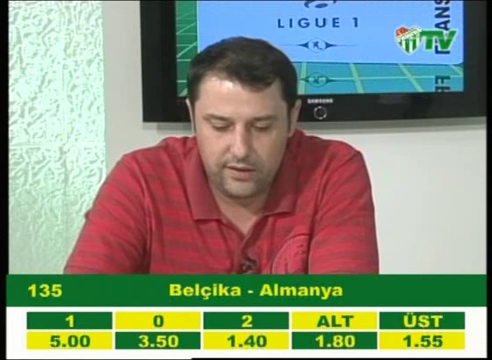 LIGUE 1
TV
SAMSUNG
135 Belçika - Almanya
1 0 2 ALT ÜST
5.00 3.50 1.40 1.80 1.55